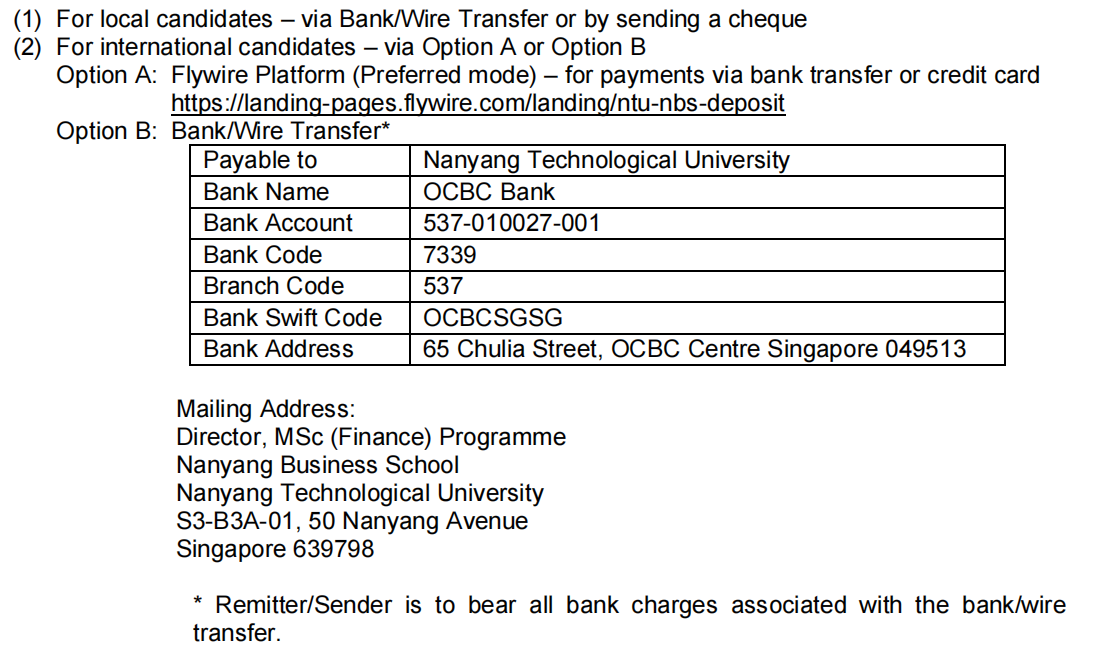 (1) For local candidates – via Bank/Wire Transfer or by sending a cheque
(2) For international candidates – via Option A or Option B
Option A: Flywire Platform (Preferred mode) – for payments via bank transfer or credit card
https://landing-pages.flywire.com/landing/ntu-nbs-deposit
Option B: Bank/Wire Transfer*
Payable to Nanyang Technological University
Bank Name OCBC Bank
Bank Account 537-010027-001
Bank Code 7339
Branch Code 537
Bank Swift Code OCBCSGSG
Bank Address 65 Chulia Street, OCBC Centre Singapore 049513
Mailing Address:
Director, MSc (Finance) Programme
Nanyang Business School
Nanyang Technological University
S3-B3A-01, 50 Nanyang Avenue
Singapore 639798
* Remitter/Sender is to bear all bank charges associated with the bank/wire
transfer.